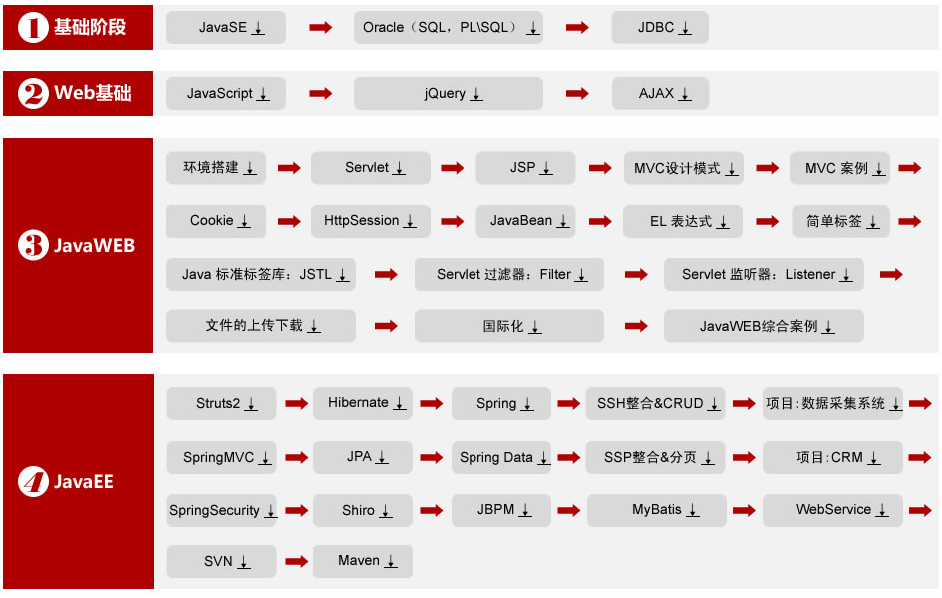 1 基础阶段
JavaSE ↓ Oracle（SQL，PL\SQL） ↓ JDBC ↓
2 Web基础
JavaScript ↓ jQuery ↓ AJAX ↓
3 JavaWEB
环境搭建 ↓ Servlet ↓ JSP ↓ MVC设计模式 ↓ MVC 案例 ↓
Cookie ↓ HttpSession ↓ JavaBean ↓ EL 表达式 ↓ 简单标签 ↓
Java 标准标签库：JSTL ↓ Servlet 过滤器：Filter ↓ Servlet 监听器：Listener ↓
文件的上传下载 ↓ 国际化 ↓ JavaWEB综合案例 ↓
4 JavaEE
Struts2 ↓ Hibernate ↓ Spring ↓ SSH整合&CRUD ↓ 项目:数据采集系统 ↓
SpringMVC ↓ JPA ↓ Spring Data ↓ SSP整合&分页 ↓ 项目:CRM ↓
SpringSecurity ↓ Shiro ↓ JBPM ↓ MyBatis ↓ WebService ↓
SVN ↓ Maven ↓